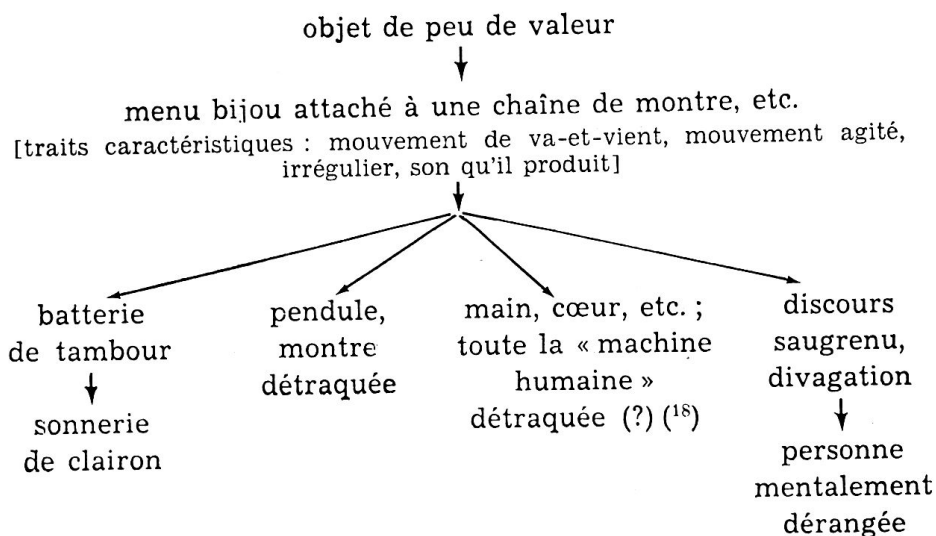 objet de peu de valeur
menu bijou attaché à une chaîne de montre, etc.
[traits caractéristiques : mouvement de va-et-vient, mouvement agité,
irrégulier, son qu'il produit]
batterie
de tambour
sonnerie
de clairon
pendule,
montre
détraquée
main, cœur, etc. ;
toute la « machine
humaine »
détraquée (?) (¹⁸)
discours
saugrenu,
divagation
personne
mentalement
dérangée